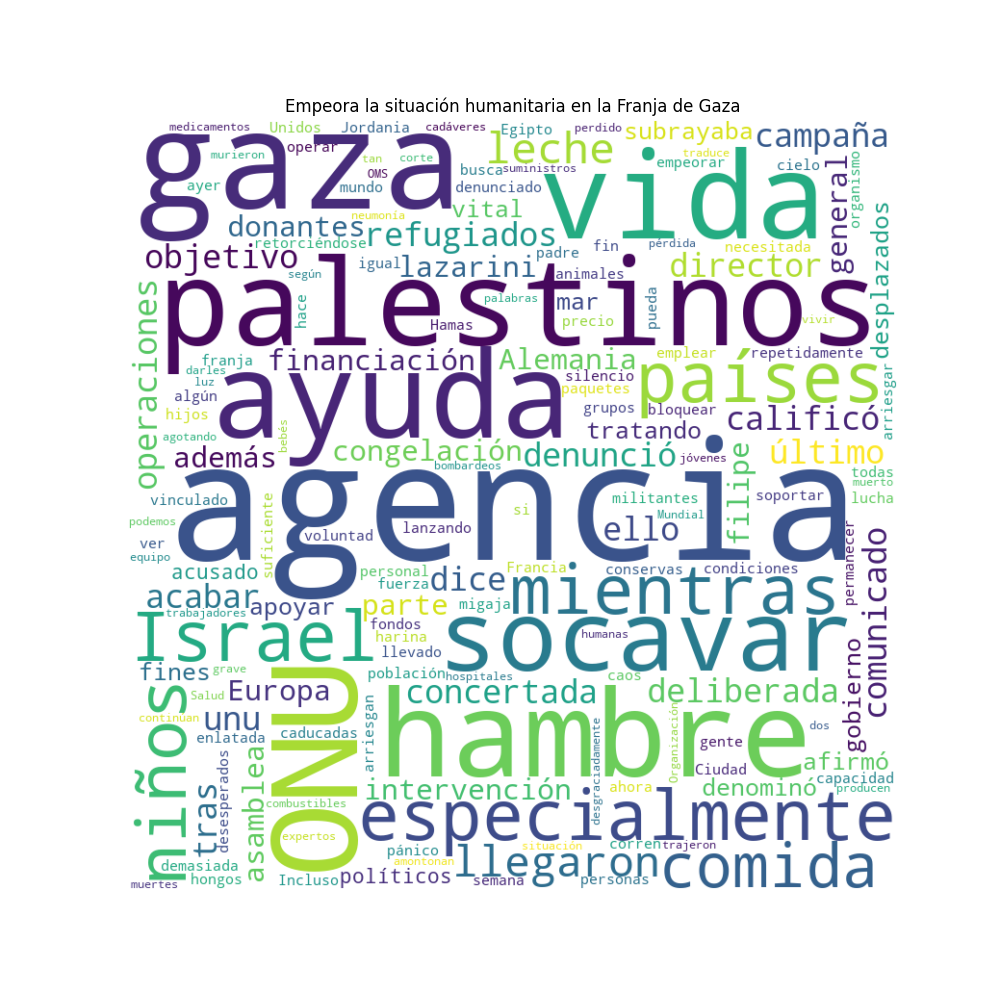 Empeora la situación humanitaria en la Franja de Gaza
medicamentos
Unidos
Jordania
cadáveres
Egipto
perdido
subrayaba
campaña
gaza
murieron
operar
tan
corte
OMS
leche
suministros
empeorar
traduce
cielo
general
organismo
ayer
mundo
denunciado
busca
vida
neumonía
vital
donantes
retorciéndose
refugiados
padre
fin
pérdida
necesitada
desplazados
objetivo
según
igual
lazarini
animales
director
palestinos
hace
palabras
mar
pueda
Hamas
precio
vivir
operaciones
franja
financiación
Alemania
emplear
repetidamente
darles
luz
ayuda
silencio
países
arriesgar
algún
paquetes
hijos
grupos
bloquear
calificó
tratando
agotando
bebés
además
congelación
denunció
filipe
último
bombardeos
jóvenes
todas
muerto
agencia
vinculado
suficiente
militantes
soportar
lucha
si
Mundial
podemos
voluntad
lanzando
ello
ver
equipo
permanecer
comunicado
acusado
personal
Francia
conservas
condiciones
fuerza
dice
mientras
acabar
trabajadores
apoyar
parte
migaja
fondos
Israel
harina
socavar
humanas
llevado
fines
grave
población
hospitales
caos
gobierno
niños
Salud
Europa
ONU
concertada
deliberada
continúan
unu
arriesgan
hambre
desgraciadamente
Organización
dos
enlatada
caducadas
gente
asamblea
desesperados
tras
Ciudad
afirmó
capacidad
intervención
ahora
denominó
producen
combustibles
especialmente
expertos
pánico
situación
corren
trajeron
demasiada
amontonan
llegaron
comida
muertes
hongos
Incluso
políticos
semana
personas